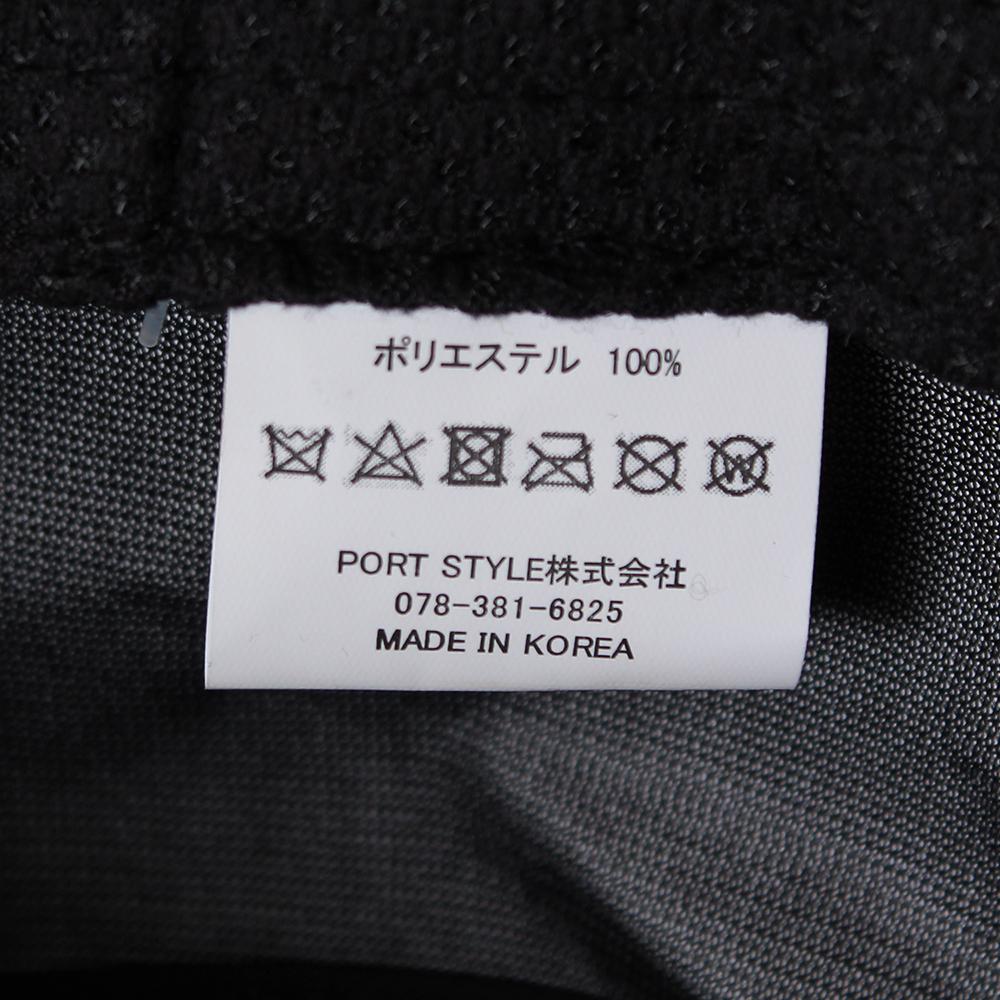 ポリエステル 100%
PORT STYLE株式会社
078-381-6825
MADE IN KOREA